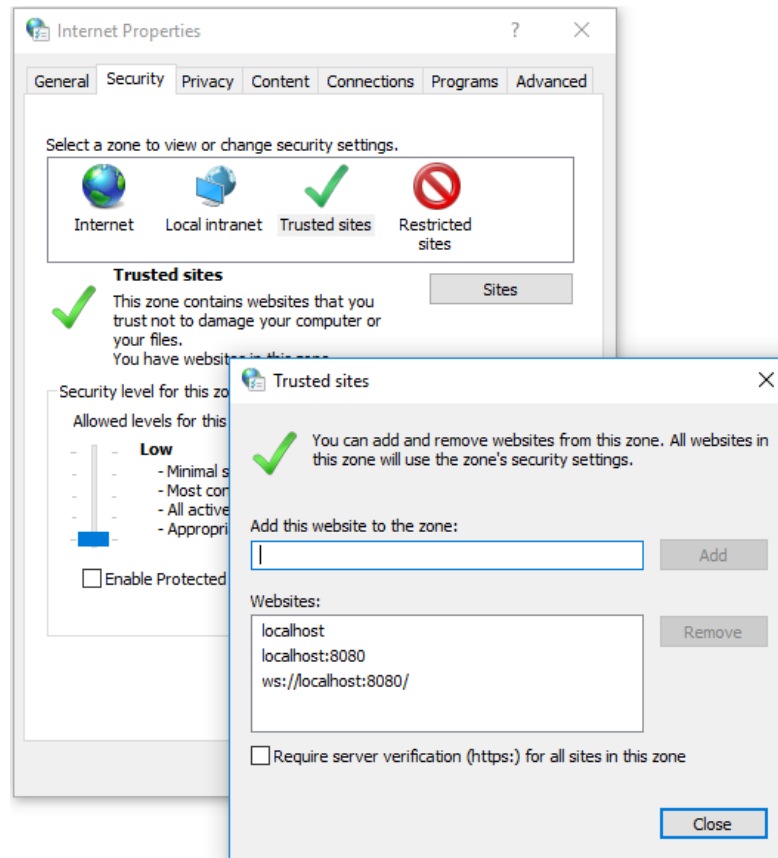 Internet Properties
?
General Security Privacy Content Connections Programs Advanced
Select a zone to view or change security settings.
Internet
Local intranet
Trusted sites
Restricted
sites
Trusted sites
This zone contains websites that you
trust not to damage your computer or
your files.
You have
Sites
Security level for this
Allowed levels for this
Low
- Minimal
- Most
- All active
-
Enable Protected
Trusted sites
You can add and remove websites from this zone. All websites in
this zone will use the zone's security settings.
Add this website to the zone:
Add
Websites:
localhost
localhost:8080
ws://localhost:8080/
Remove
Require server verification (https:) for all sites in this zone
Close